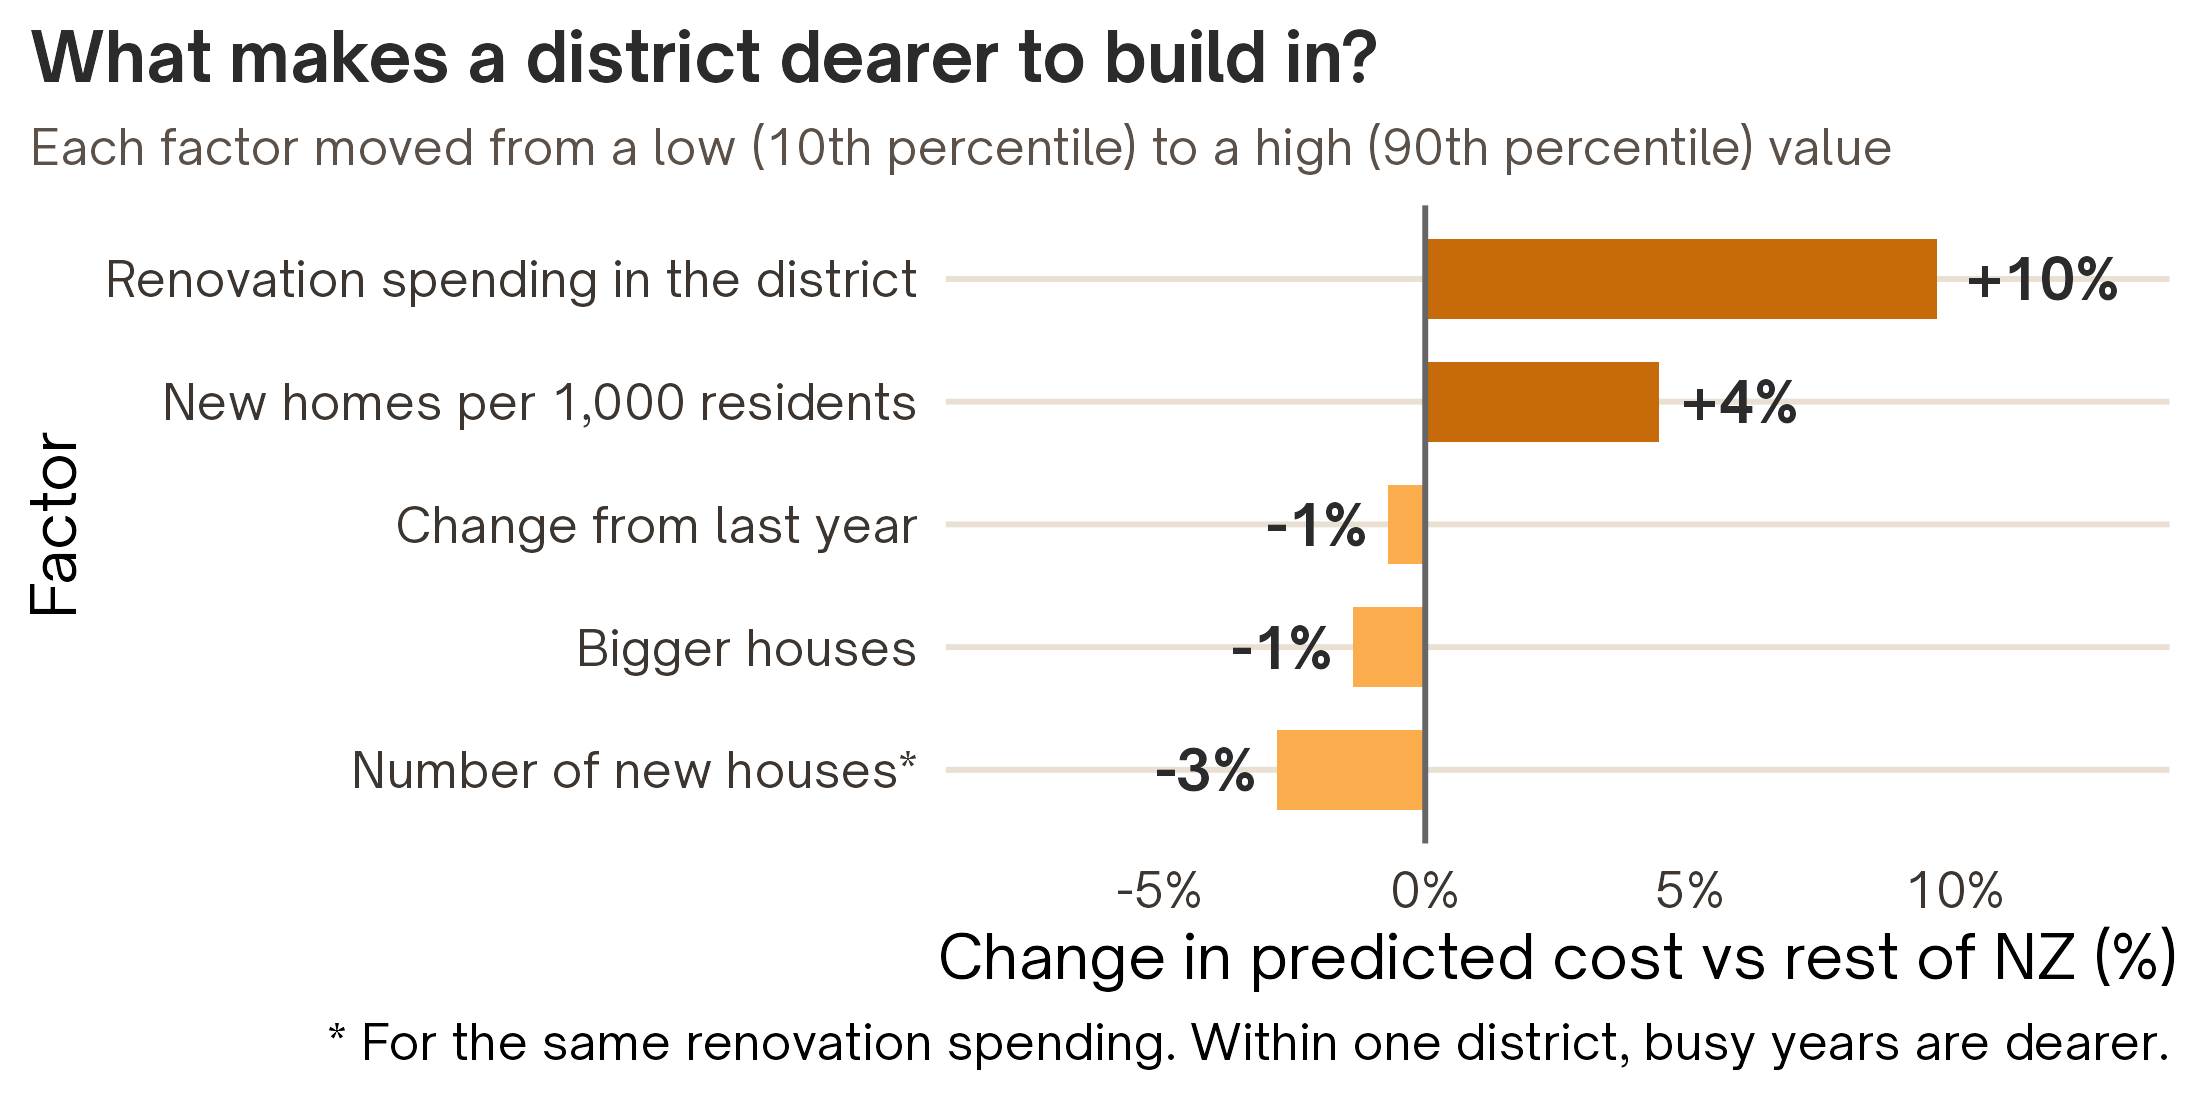 What makes a district dearer to build in?
Each factor moved from a low (10th percentile) to a high (90th percentile) value
Factor
Renovation spending in the district
+10%
New homes per 1,000 residents
+4%
Change from last year
-1%
Bigger houses
-1%
Number of new houses*
-3%
-5% 0% 5% 10%
Change in predicted cost vs rest of NZ (%)
* For the same renovation spending. Within one district, busy years are dearer.